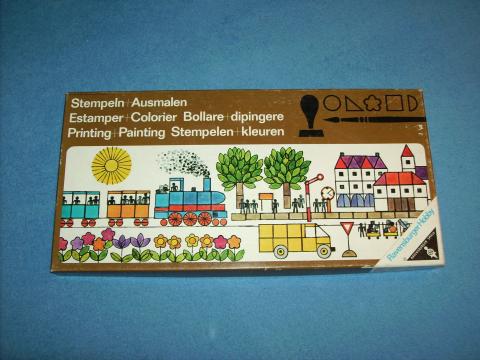 Stempeln+Ausmalen
Estamper+Colorier Bollare+dipingere
Printing+Painting Stempelen+kleuren
Ravensburger Hobby